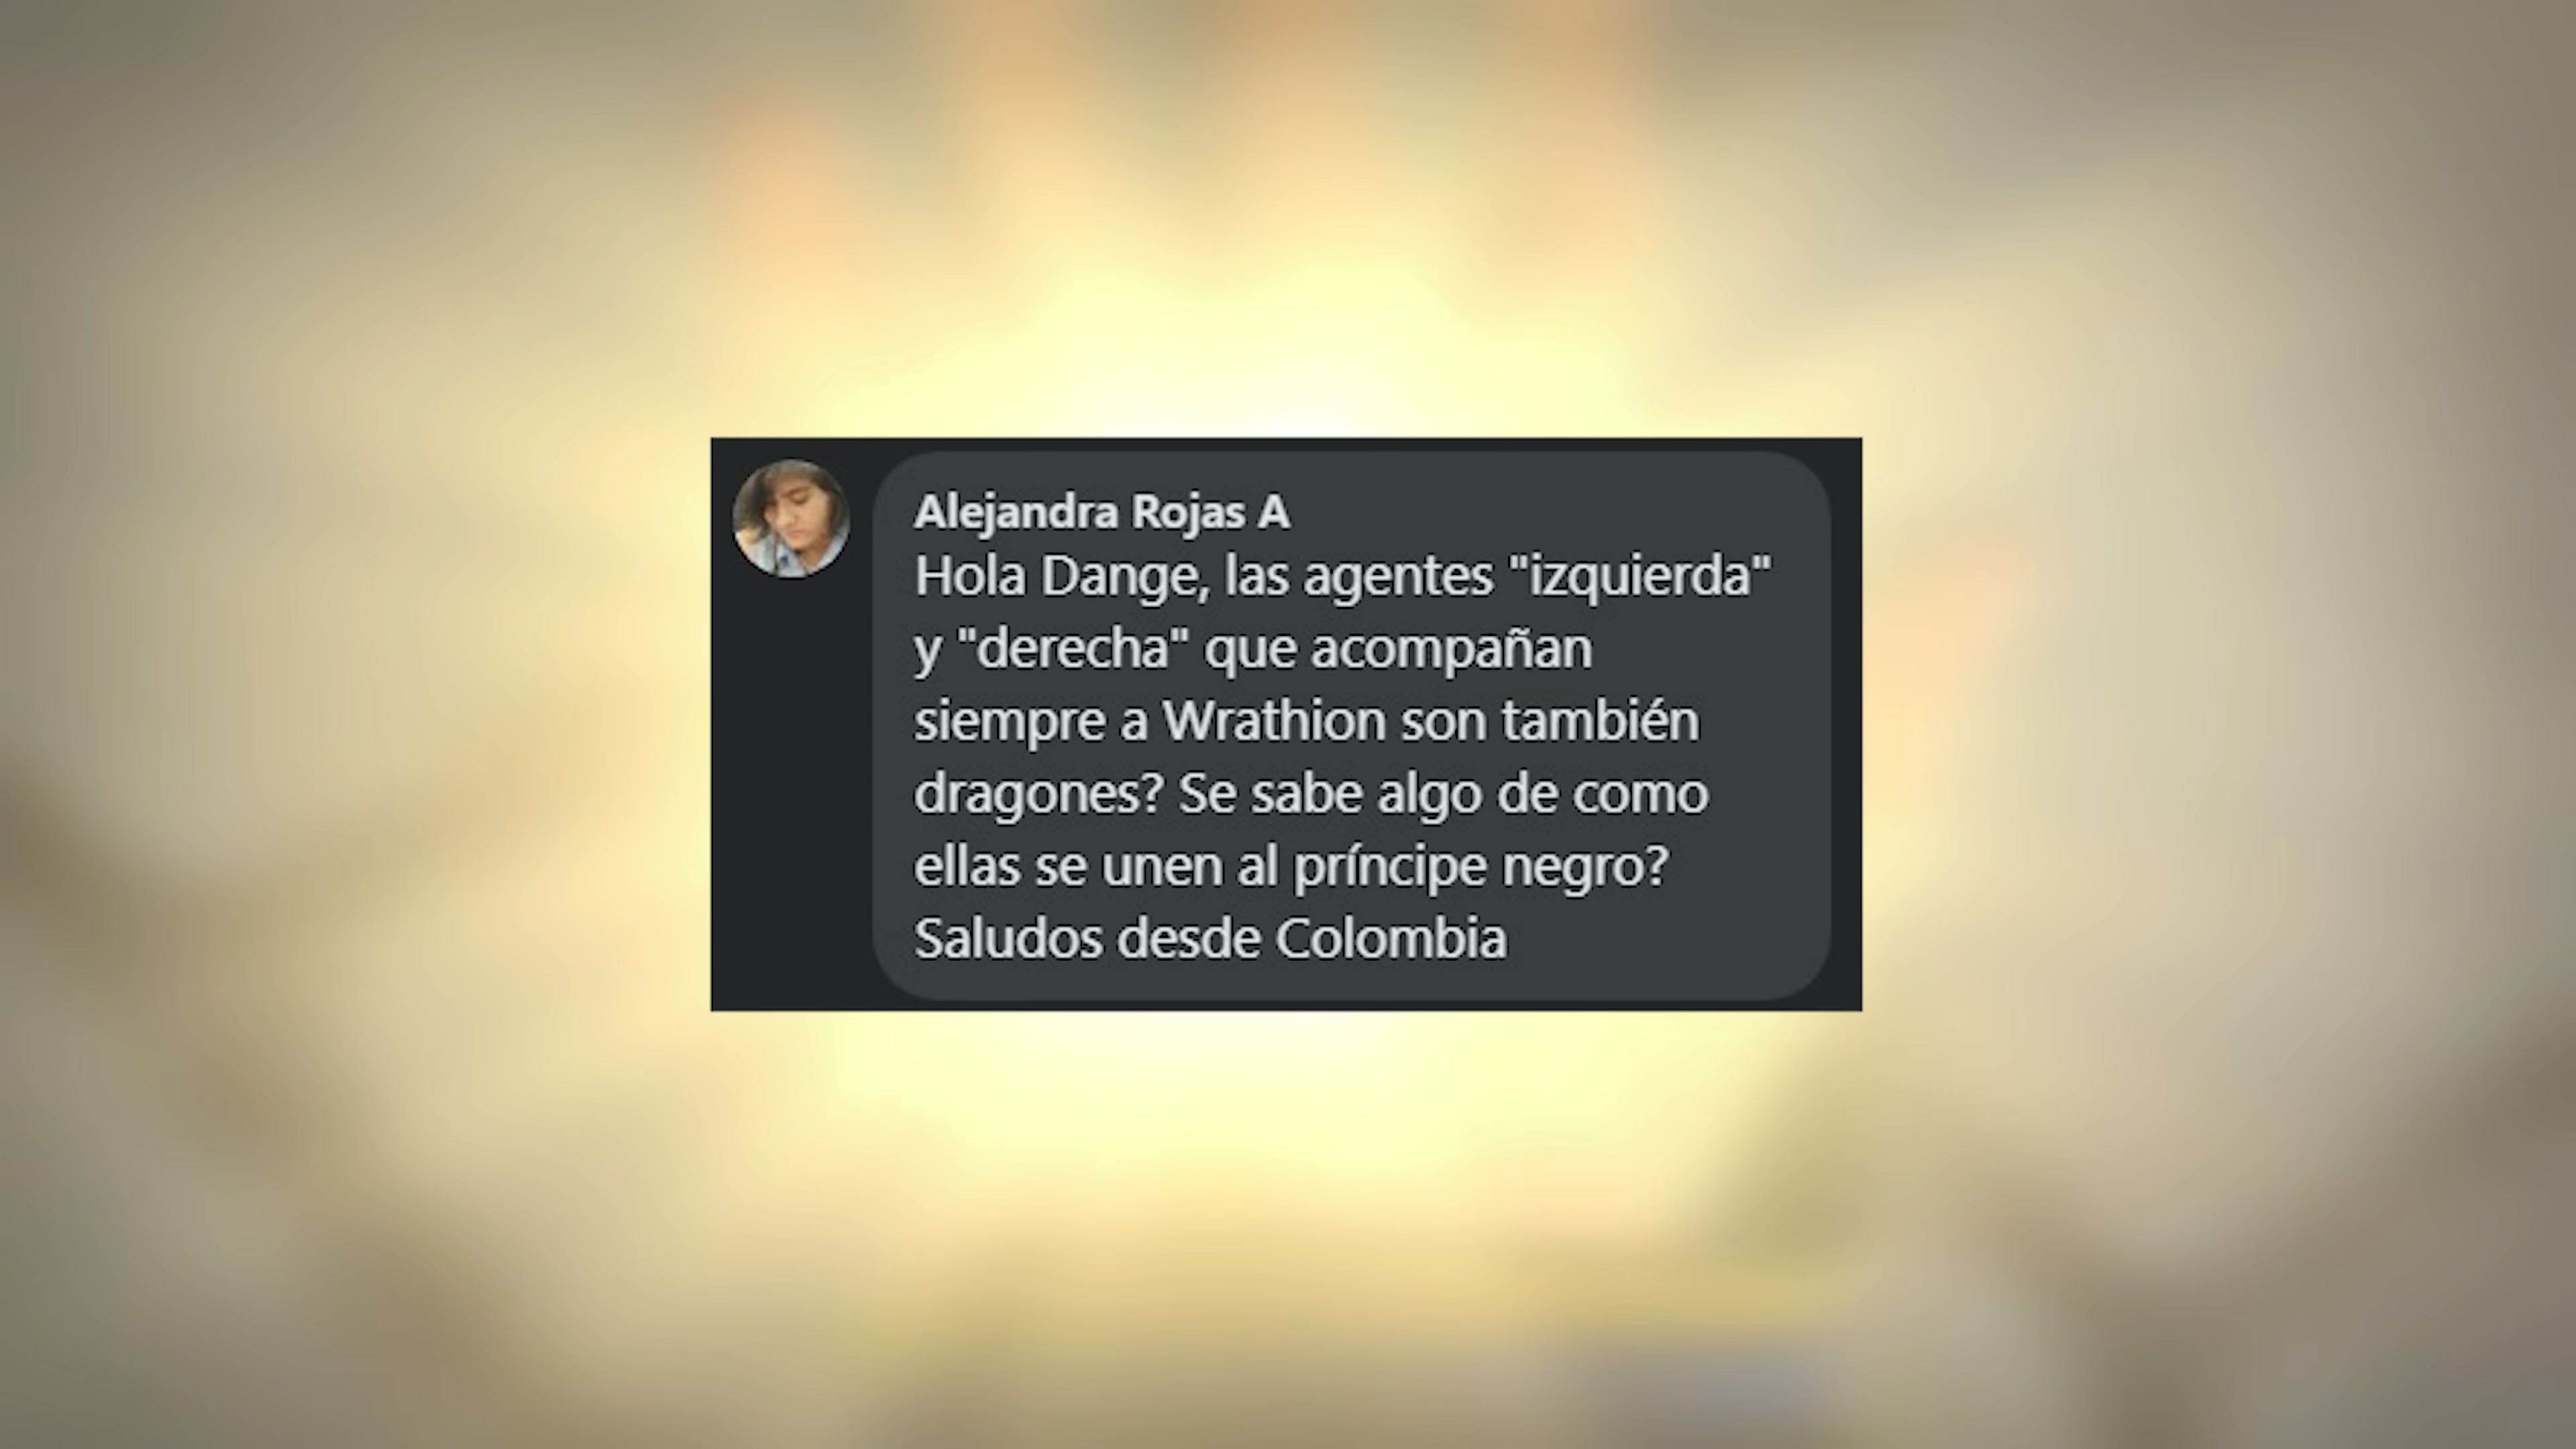 Alejandra Rojas A
Hola Dange, las agentes "izquierda"
y "derecha" que acompañan
siempre a Wrathion son también
dragones? Se sabe algo de como
ellas se unen al príncipe negro?
Saludos desde Colombia